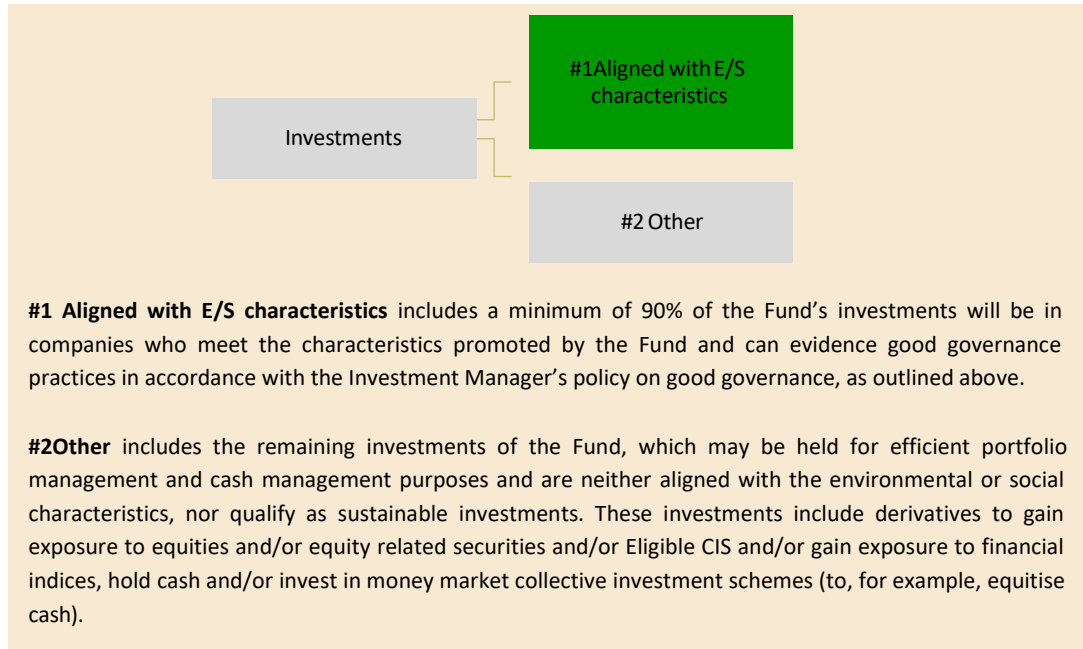 #1Aligned with E/S
characteristics
Investments
#2 Other
#1 Aligned with E/S characteristics includes a minimum of 90% of the Fund’s investments will be in
companies who meet the characteristics promoted by the Fund and can evidence good governance
practices in accordance with the Investment Manager’s policy on good governance, as outlined above.
#2Other includes the remaining investments of the Fund, which may be held for efficient portfolio
management and cash management purposes and are neither aligned with the environmental or social
characteristics, nor qualify as sustainable investments. These investments include derivatives to gain
exposure to equities and/or equity related securities and/or Eligible CIS and/or gain exposure to financial
indices, hold cash and/or invest in money market collective investment schemes (to, for example, equitise
cash).